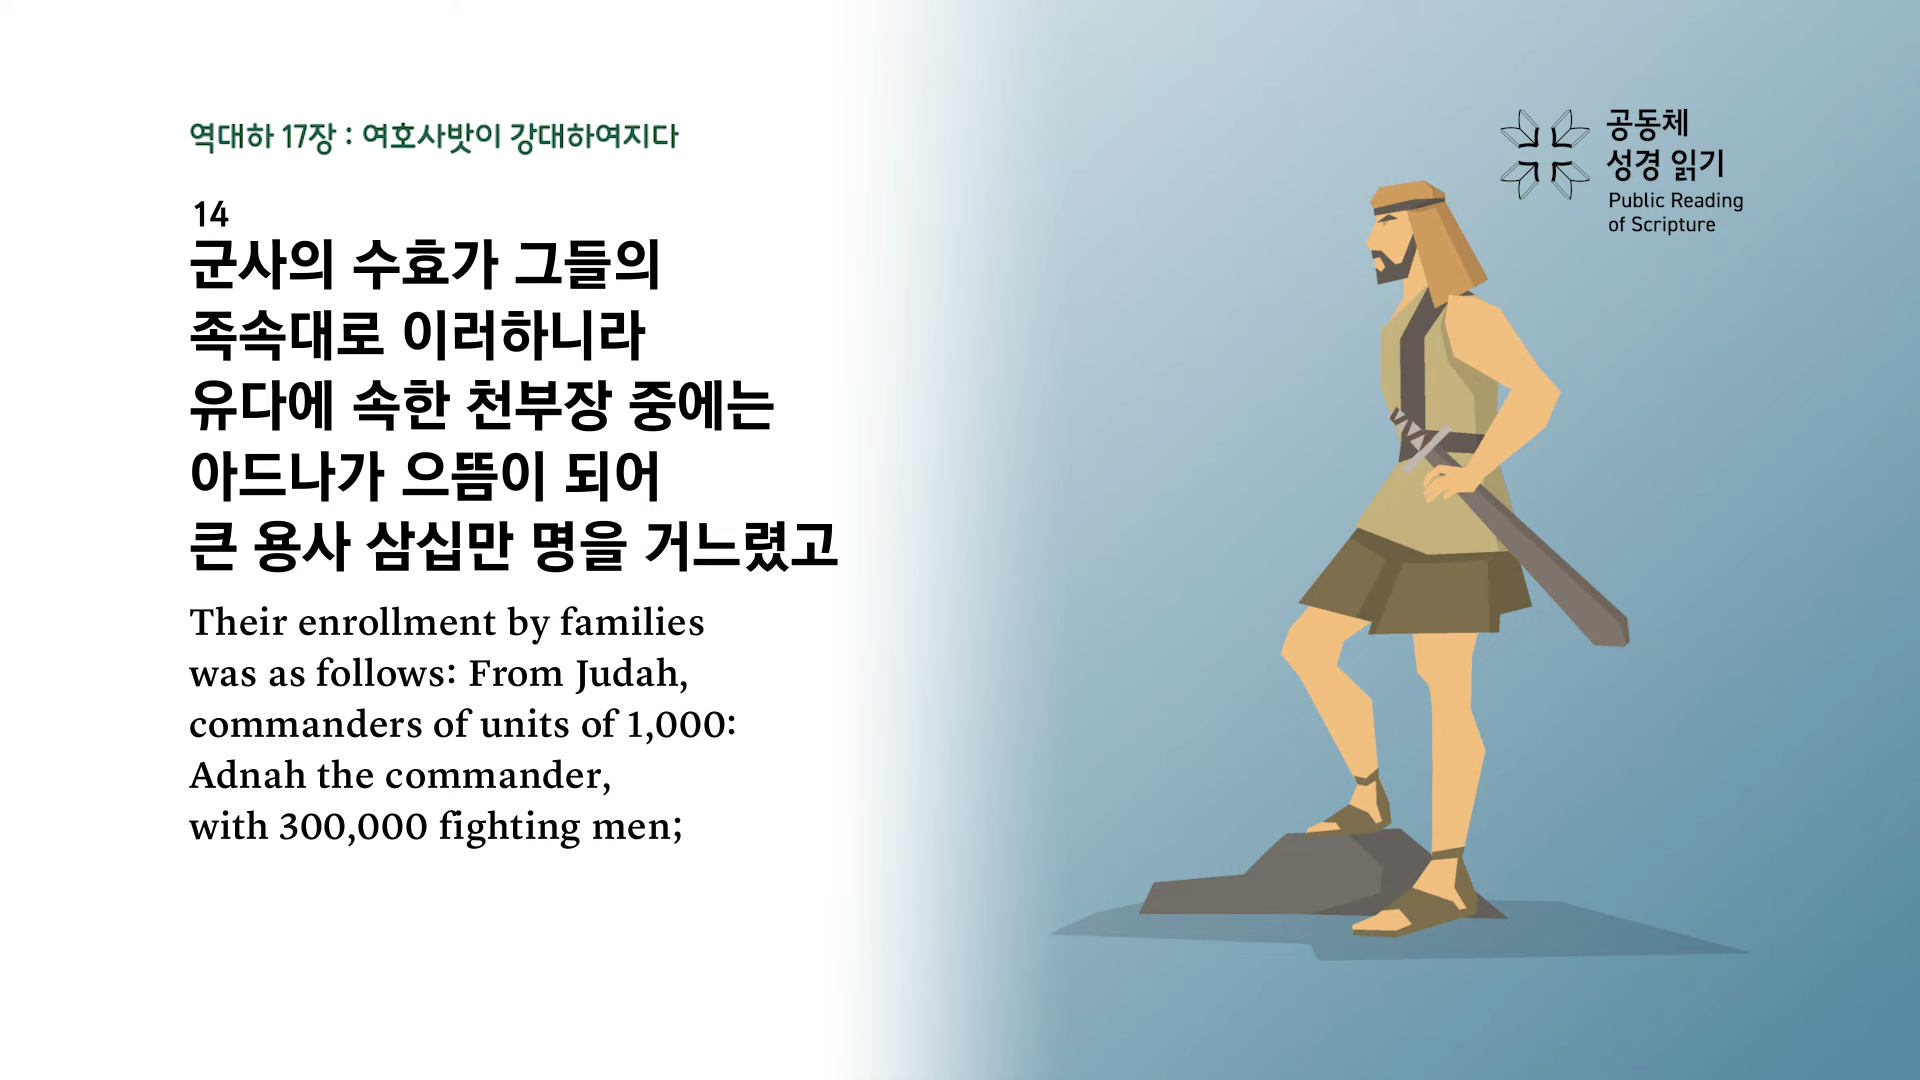 역대하 17장 : 여호사밧이 강대하여지다
14
군사의 수효가 그들의
족속대로 이러하니라
유다에 속한 천부장 중에는
아드나가 으뜸이 되어
큰 용사 삼십만 명을 거느렸고
Their enrollment by families
was as follows: From Judah,
commanders of units of 1,000:
Adnah the commander,
with 300,000 fighting men;
공동체
성경 읽기
Public Reading
of Scripture